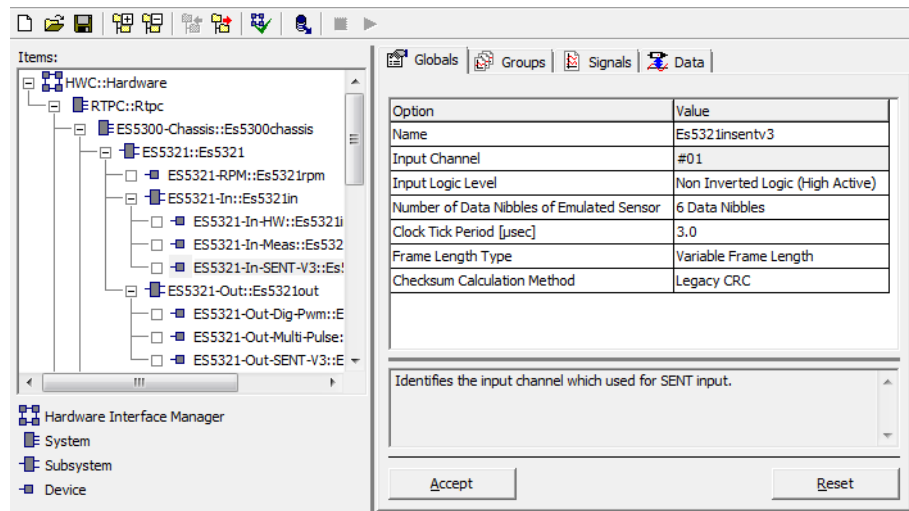 Items:
HWC::Hardware
RTPC::Rtpc
ES5300-Chassis::Es5300chassis
ES5321::Es5321
ES5321-RPM::Es5321rpm
ES5321-In::Es5321in
ES5321-In-HW::Es5321i
ES5321-In-Meas::Es532
ES5321-In-SENT-V3::Es!
ES5321-Out::Es5321out
ES5321-Out-Dig-Pwm::E
ES5321-Out-Multi-Pulse:
ES5321-Out-SENT-V3::E
Hardware Interface Manager
System
Subsystem
Device
Globals Groups Signals Data
Option Value
Name Es5321insentv3
Input Channel #01
Input Logic Level Non Inverted Logic (High Active)
Number of Data Nibbles of Emulated Sensor 6 Data Nibbles
Clock Tick Period [µsec] 3.0
Frame Length Type Variable Frame Length
Checksum Calculation Method Legacy CRC
Identifies the input channel which used for SENT input.
Accept Reset